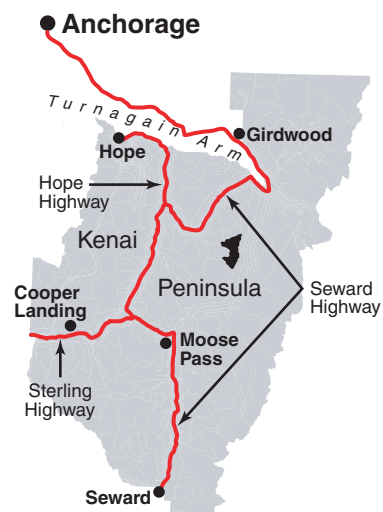 Anchorage
Turnagain Arm
Girdwood
Hope
Hope
Highway
Kenai
Peninsula
Seward
Highway
Cooper
Landing
Moose
Pass
Sterling
Highway
Seward